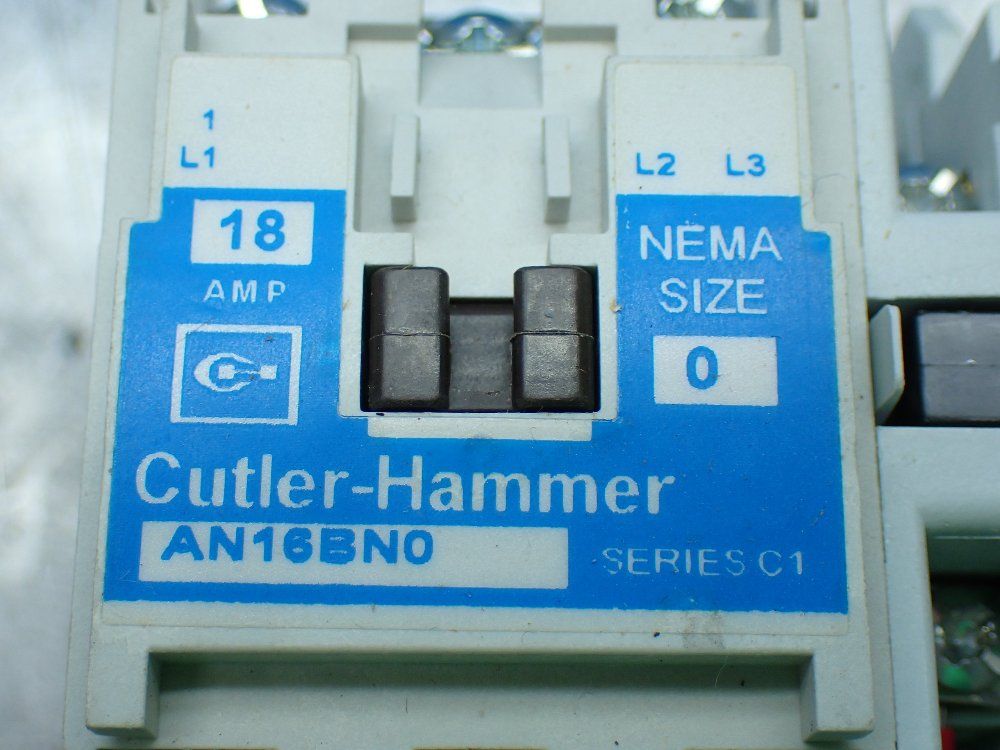 1
L1
L2 L3
18
AMP
NEMA
SIZE
0
Cutler-Hammer
AN16BN0
SERIES C1